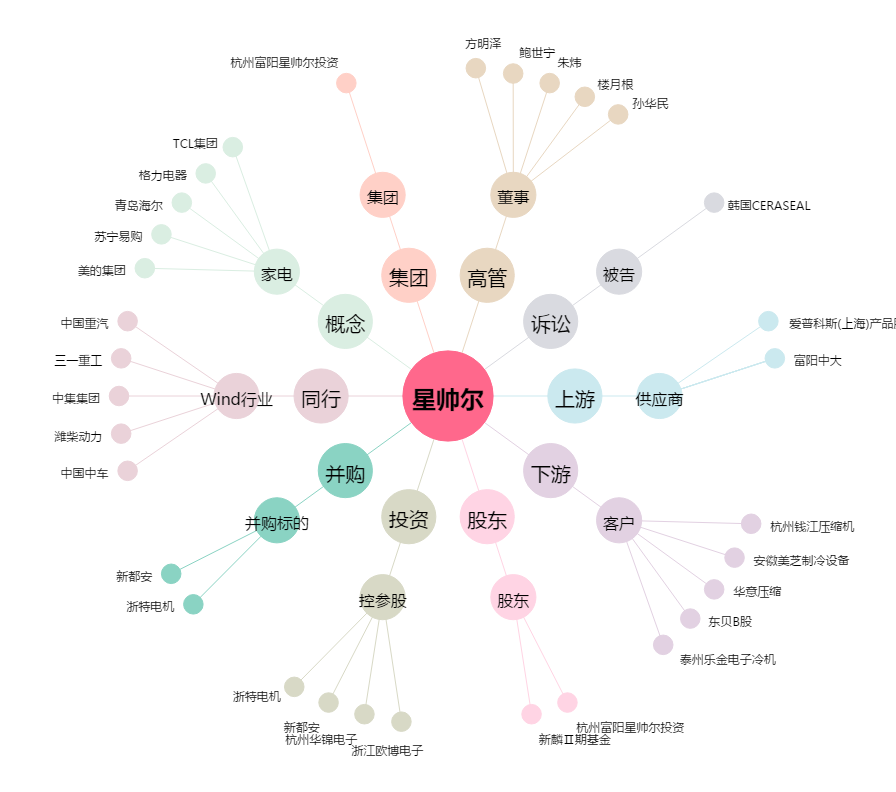 方明泽
鲍世宁
朱炜
楼月根
孙华民
杭州富阳星帅尔投资
TCL集团
格力电器
青岛海尔
苏宁易购
美的集团
集团
董事
韩国CERASEAL
家电
集团
高管
被告
概念
诉讼
中国重汽
三一重工
中集集团
潍柴动力
中国中车
Wind行业
同行
星帅尔
上游
供应商
爱普科斯(上海)产品
富阳中大
并购
下游
并购标的
投资
股东
客户
杭州钱江压缩机
安徽美芝制冷设备
华意压缩
东贝B股
泰州乐金电子冷机
新都安
浙特电机
控参股
股东
浙特电机
新都安
杭州华锦电子
浙江欧博电子
杭州富阳星帅尔投资
新麟Ⅱ期基金